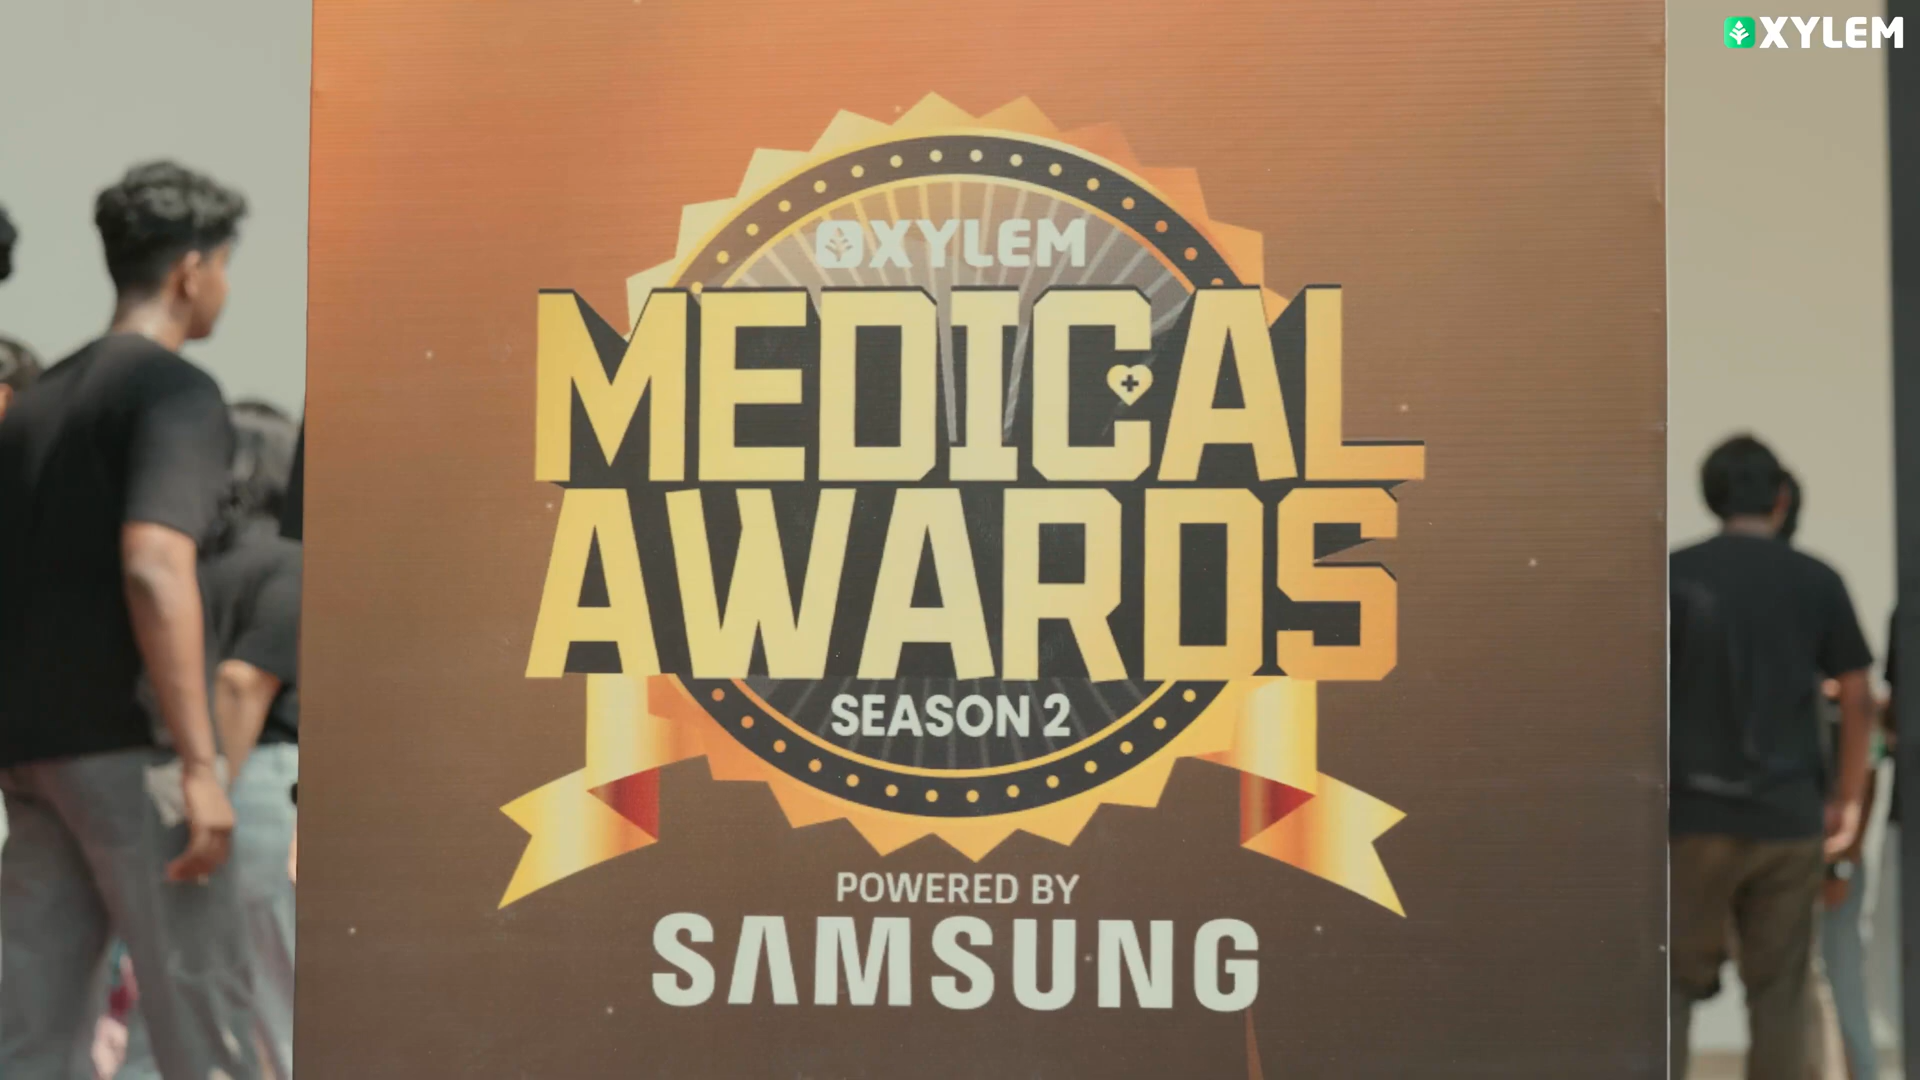 XYLEM
XYLEM
MEDICAL
AWARDS
SEASON 2
POWERED BY
SAMSUNG